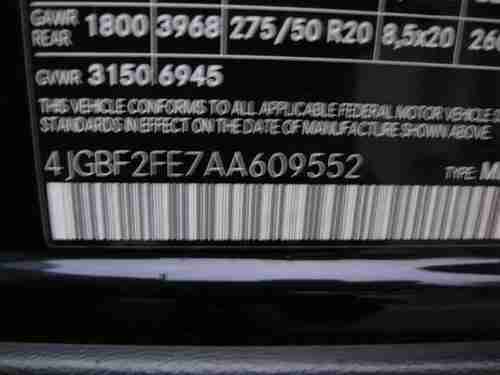 GAWR 1800 3968 275/50 R20 8,5x20
REAR
GVWR 3150 6945
THIS VEHICLE CONFORMS TO ALL APPLICABLE FEDERAL MOTOR VEHICLE
STANDARDS IN EFFECT ON THE DATE OF MANUFACTURE SHOWN ABOVE.
4JGBF2FE7AA609552 TYPE: